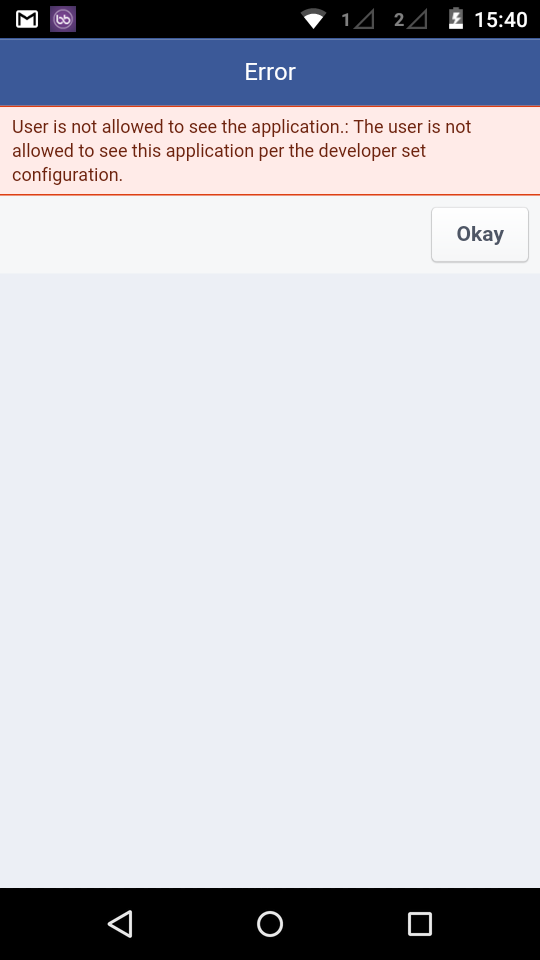 1 2 15:40
Error
User is not allowed to see the application.: The user is not
allowed to see this application per the developer set
configuration.
Okay